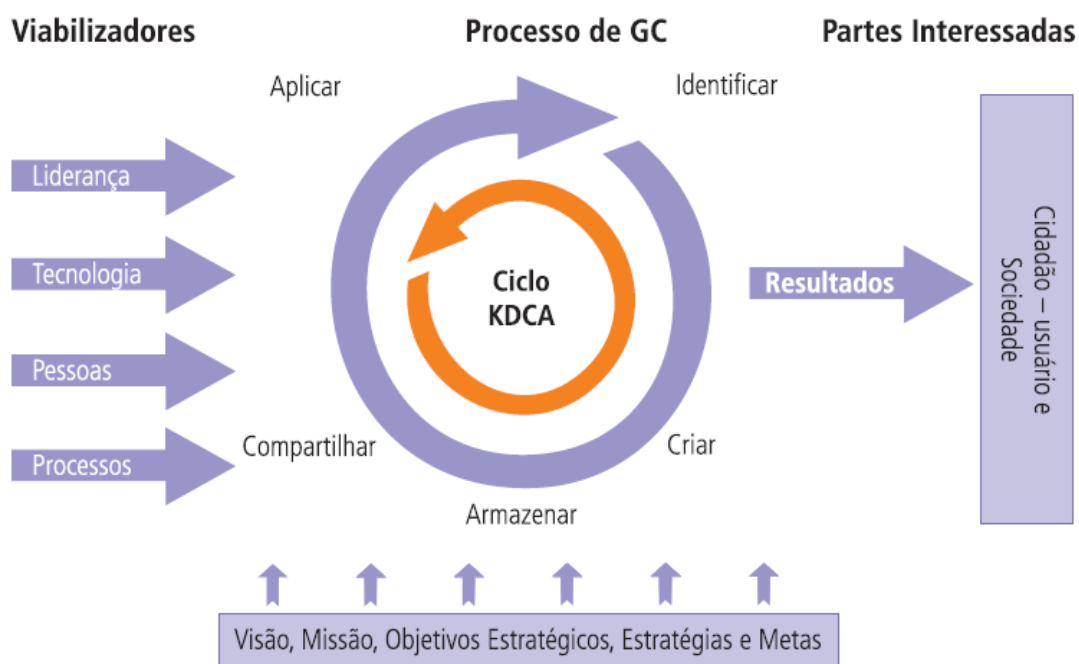 Viabilizadores
Processo de GC
Partes Interessadas
Aplicar
Identificar
Liderança
Tecnologia
Pessoas
Processos
Ciclo
KDCA
Compartilhar
Criar
Armazenar
Resultados
Cidadão – usuário e
Sociedade
Visão, Missão, Objetivos Estratégicos, Estratégias e Metas